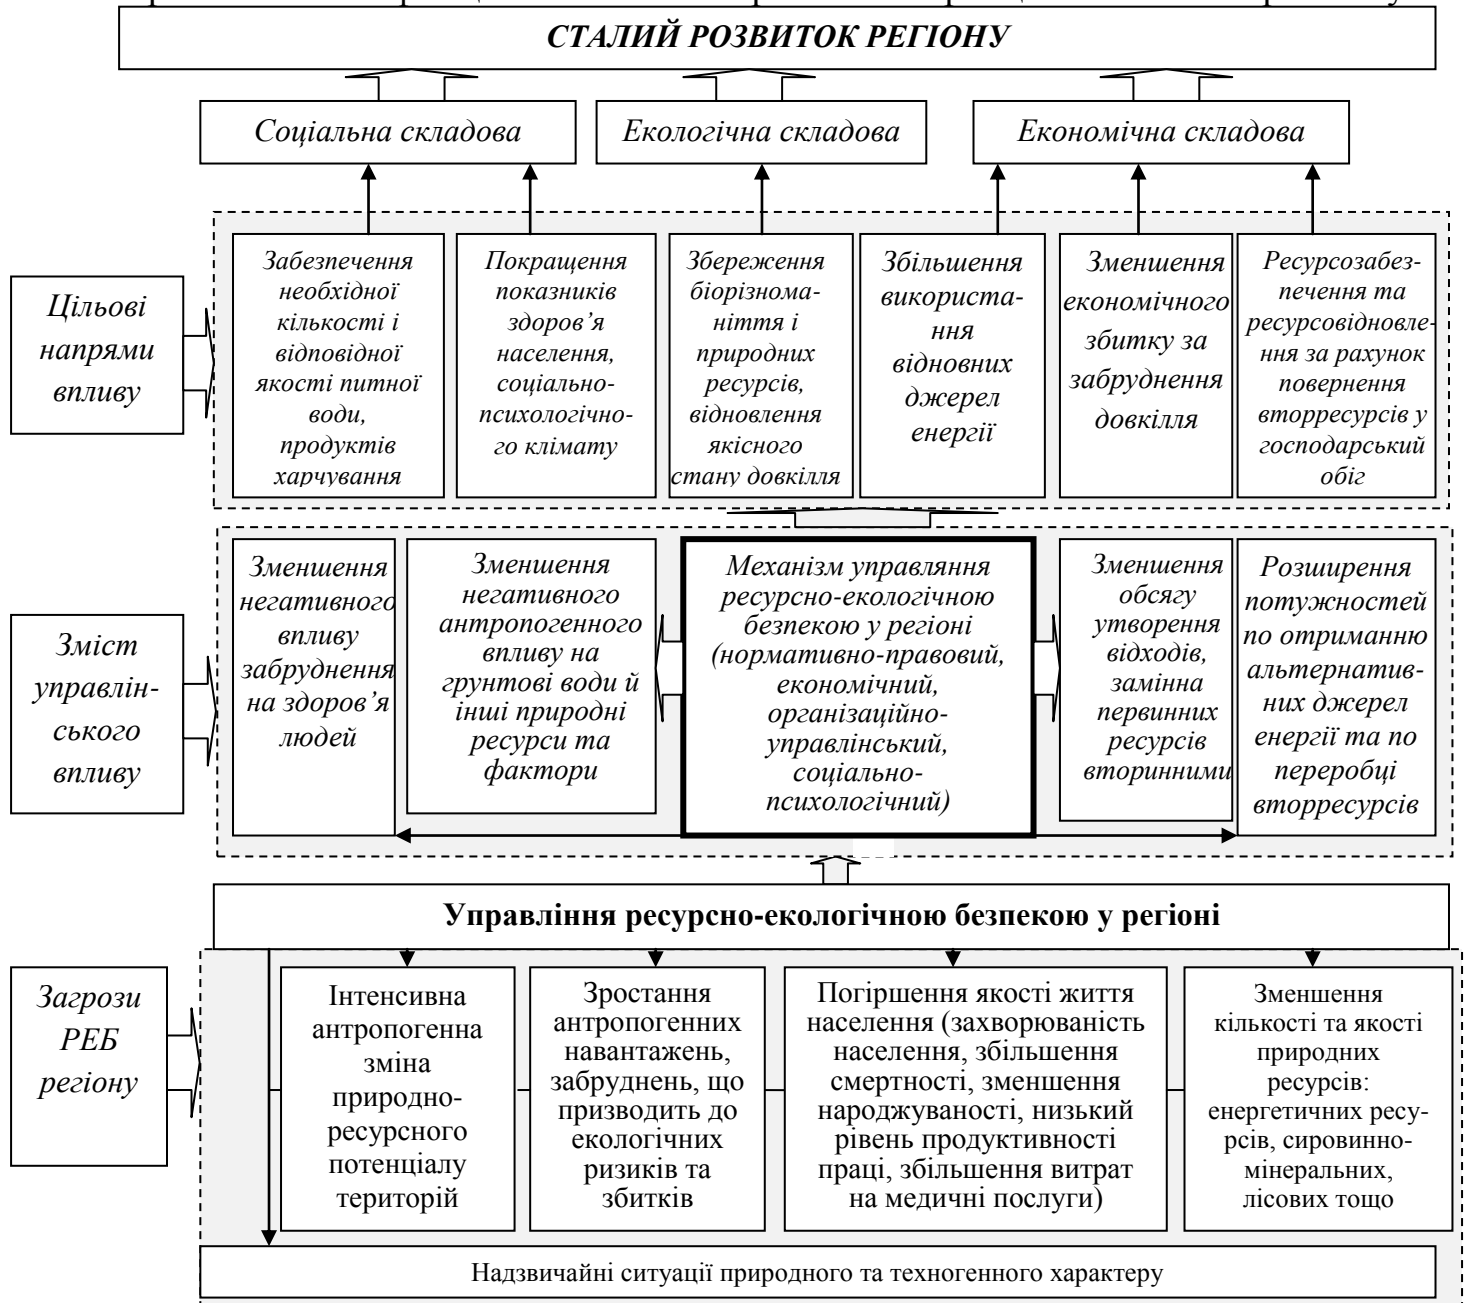 СТАЛИЙ РОЗВИТОК РЕГІОНУ
Соціальна складова
Екологічна складова
Економічна складова
Цільові
напрями
впливу
Забезпечення
необхідної
кількості і
відповідної
якості питної
води,
продуктів
харчування
Покращення
показників
здоров’я
населення,
соціально-
психологічно-
го клімату
Збереження
біорізнома-
ніття і
природних
ресурсів,
відновлення
якісного
стану довкілля
Збільшення
використа-
ння
відновних
джерел
енергії
Зменшення
економічного
збитку за
забруднення
довкілля
Ресурсозабез-
печення та
ресурсовідновле-
ння за рахунок
повернення
вторресурсів у
господарський
обіг
Зміст
управлін-
ського
впливу
Зменшення
негативного
впливу
забруднення
на здоров’я
людей
Зменшення
негативного
антропогенного
впливу на
грунтові води й
інші природні
ресурси та
фактори
Механізм управляння
ресурсно-екологічною
безпекою у регіоні
(нормативно-правовий,
економічний,
організаційно-
управлінський,
соціально-
психологічний)
Зменшення
обсягу
утворення
відходів,
замінна
первинних
ресурсів
вторинними
Розширення
потужностей
по отриманню
альтернатив-
них джерел
енергії та по
переробці
вторресурсів
Управління ресурсно-екологічною безпекою у регіоні
Загрози
РЕБ
регіону
Інтенсивна
антропогенна
зміна
природно-
ресурсного
потенціалу
територій
Зростання
антропогенних
навантажень,
забруднень, що
призводить до
екологічних
ризиків та
збитків
Погіршення якості життя
населення (захворюваність
населення, збільшення
смертності, зменшення
народжуваності, низький
рівень продуктивності
праці, збільшення витрат
на медичні послуги)
Зменшення
кількості та якості
природних
ресурсів:
енергетичних ресу-
рсів, сировинно-
мінеральних,
лісових тощо
Надзвичайні ситуації природного та техногенного характеру